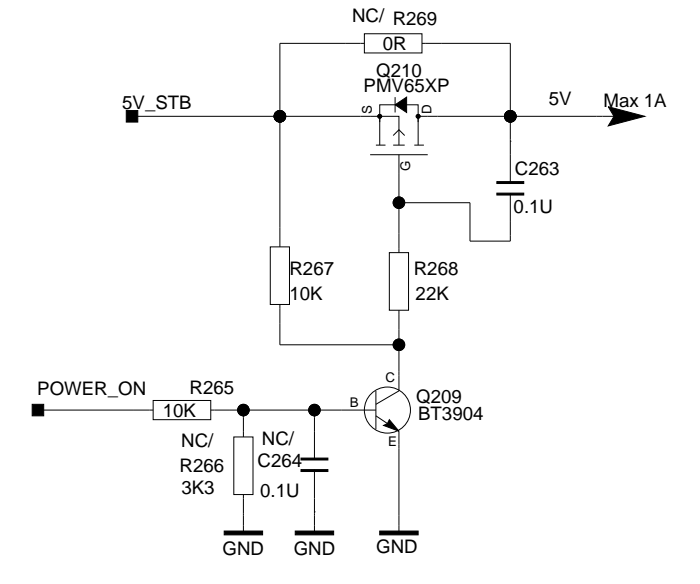 NC/ R269
0R
Q210
PMV65XP
5V_STB
S
D
5V
Max 1A
G
C263
0.1U
R267
10K
R268
22K
POWER_ON
R265
10K
C
B
E
Q209
BT3904
NC/
R266
3K3
NC/
C264
0.1U
GND
GND
GND